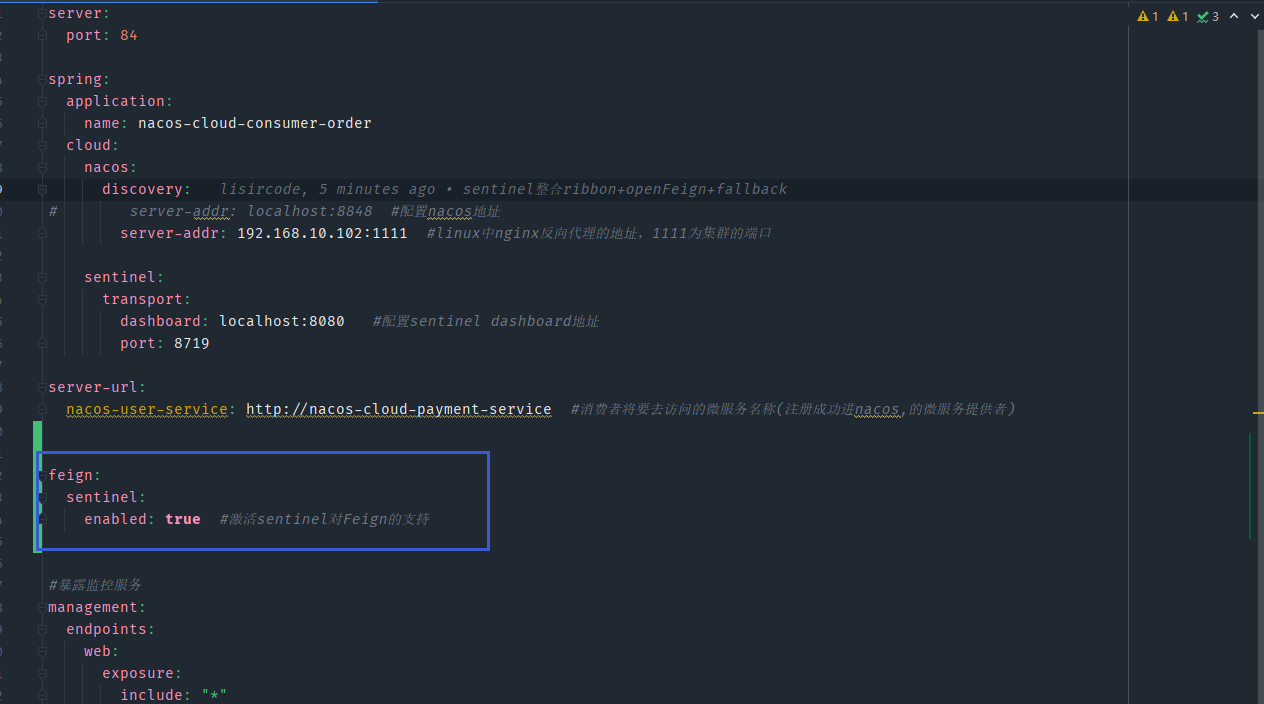 server:
port: 84
spring:
application:
name: nacos-cloud-consumer-order
cloud:
nacos:
discovery: lisircode, 5 minutes ago • sentinel整合ribbon+openFeign+fallback
# server-addr: localhost:8848 #配置nacos地址
server-addr: 192.168.10.102:1111 #linux中nginx反向代理的地址，1111为集群的端口
sentinel:
transport:
dashboard: localhost:8080 #配置sentinel dashboard地址
port: 8719
server-url:
nacos-user-service: http://nacos-cloud-payment-service #消费者将要去访问的微服务名称(注册成功进nacos,的微服务提供者)
feign:
sentinel:
enabled: true #激活sentinel对Feign的支持
#暴露监控服务
management:
endpoints:
web:
exposure:
include: "*"
1 1 3